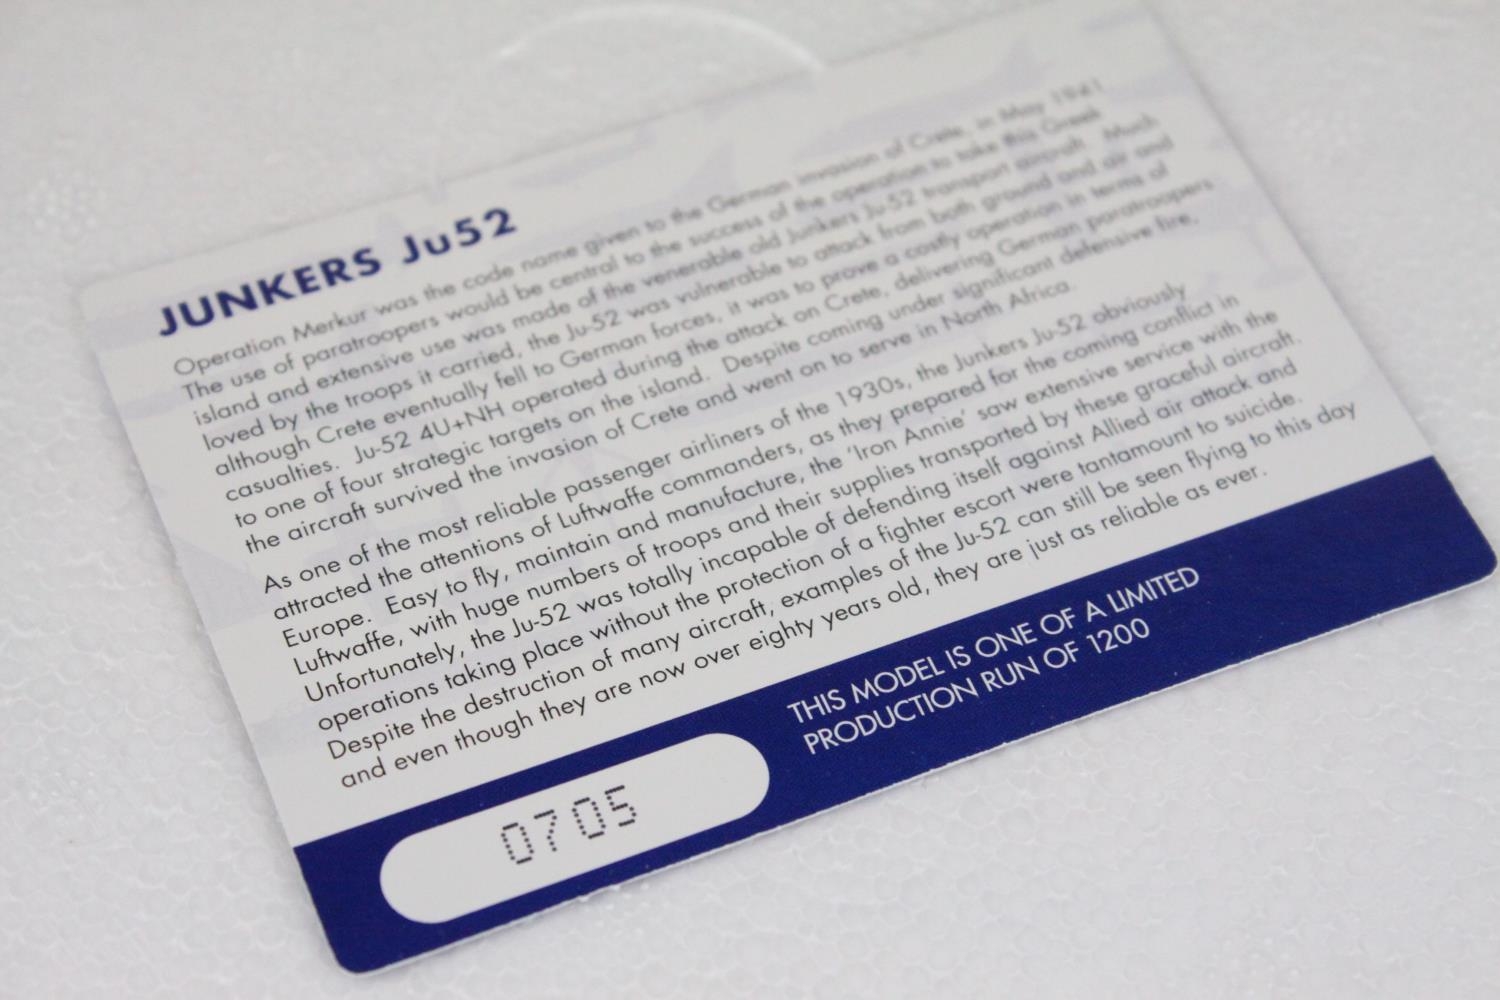 JUNKERS Ju52
Operation Merkur was the code name given to the German invasion of Crete, in May 1941
The use of paratroopers would be central to the success of the operation to take this Greek
island and extensive use was made of the venerable old Junkers Ju-52 transport aircraft. Much
loved by the troops it carried, the Ju-52 was vulnerable to attack from both ground and air and
although Crete eventually fell to German forces, it was to prove a costly operation in terms of
casualties. Ju-52 4U+NH operated during the attack on Crete, delivering German paratroopers
to one of four strategic targets on the island. Despite coming under significant defensive fire,
the aircraft survived the invasion of Crete and went on to serve in North Africa.
As one of the most reliable passenger airliners of the 1930s, the Junkers Ju-52 obviously
attracted the attentions of Luftwaffe commanders, as they prepared for the coming conflict in
Europe. Easy to fly, maintain and manufacture, the 'Iron Annie' saw extensive service with the
Luftwaffe, with huge numbers of troops and their supplies transported by these graceful aircraft.
Unfortunately, the Ju-52 was totally incapable of defending itself against Allied air attack and
operations taking place without the protection of a fighter escort were tantamount to suicide.
Despite the destruction of many aircraft, examples of the Ju-52 can still be seen flying to this day
and even though they are now over eighty years old, they are just as reliable as ever.
THIS MODEL IS ONE OF A LIMITED
PRODUCTION RUN OF 1200
0705